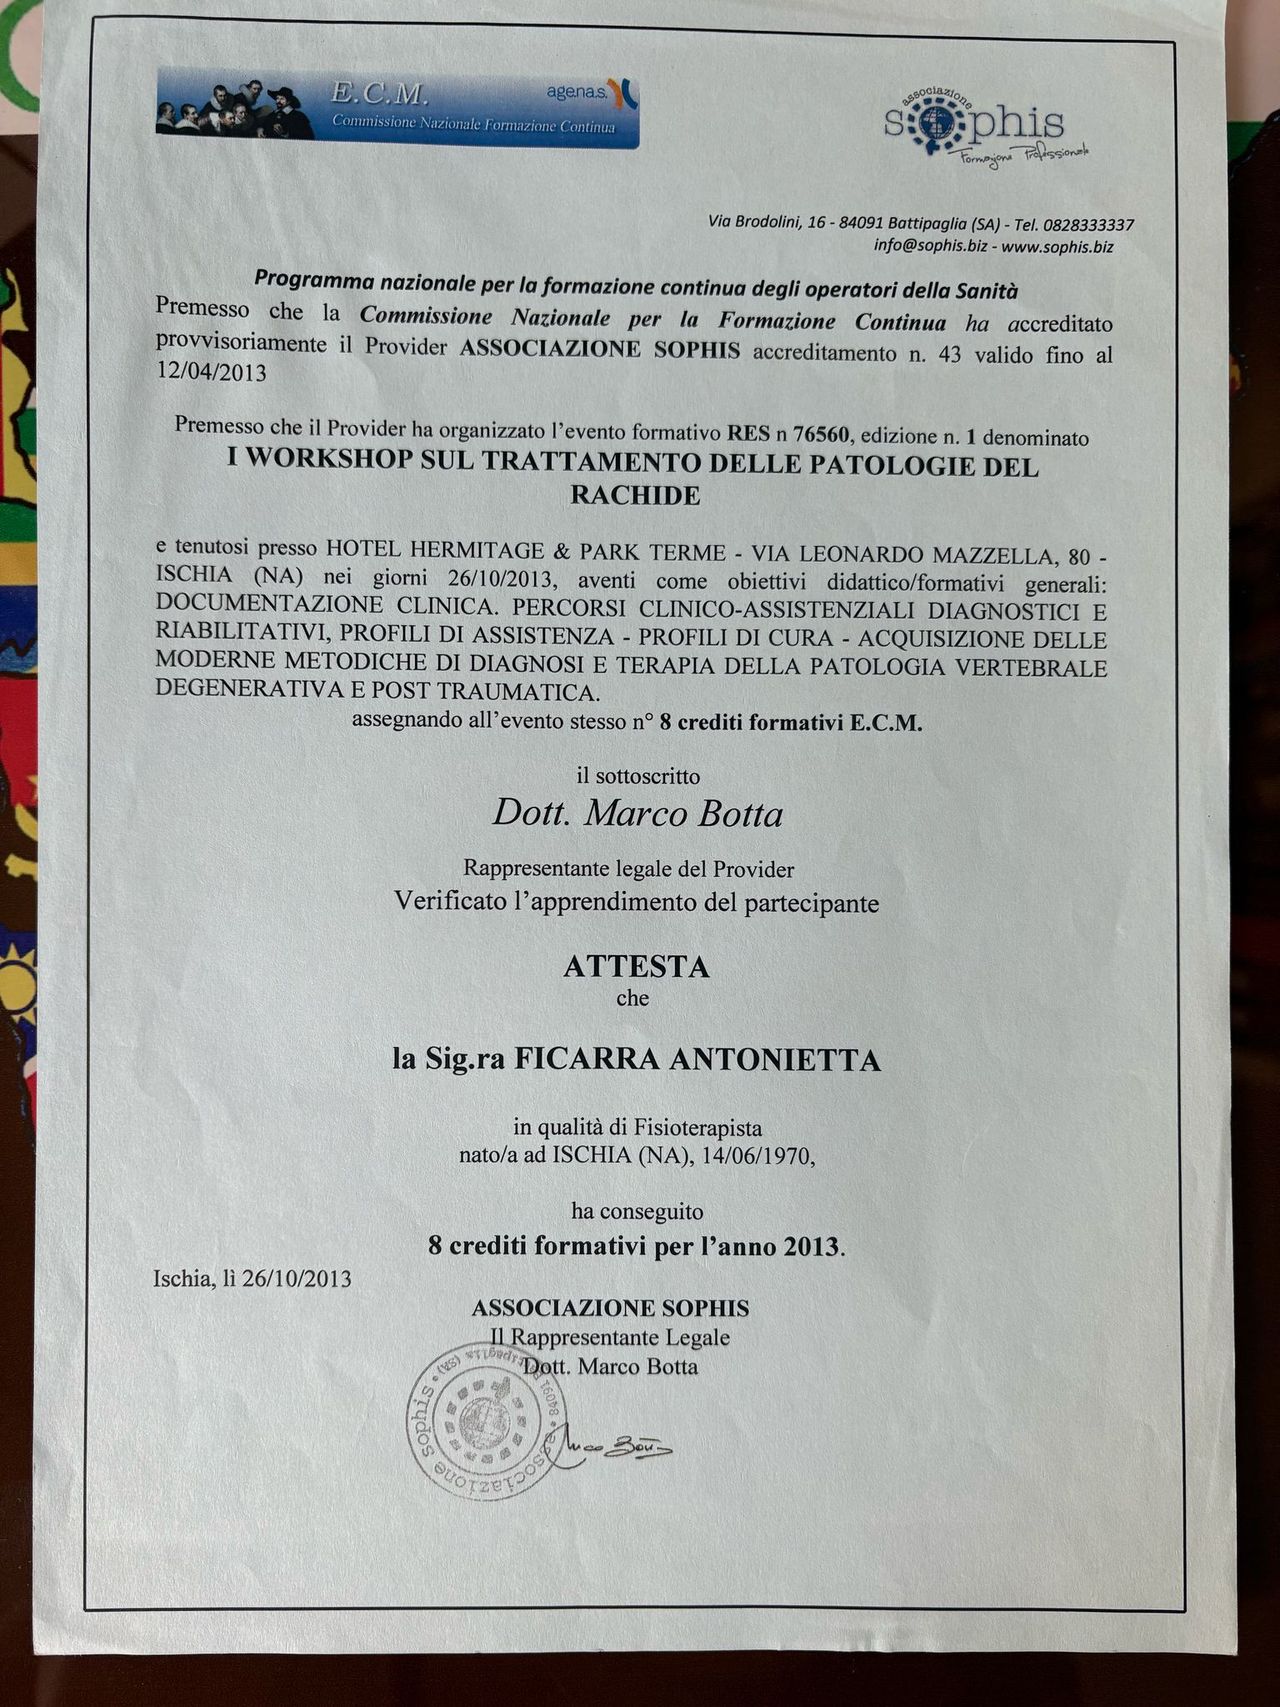 E.C.M.
Commissione Nazionale Formazione Continua
age.na.s.
associazione
sophis
Formazione Professionale
Via Brodolini, 16 - 84091 Battipaglia (SA) - Tel. 0828333337
info@sophis.biz - www.sophis.biz
Programma nazionale per la formazione continua degli operatori della Sanità
Premesso che la Commissione Nazionale per la Formazione Continua ha accreditato
provvisoriamente il Provider ASSOCIAZIONE SOPHIS accreditamento n. 43 valido fino al
12/04/2013
Premesso che il Provider ha organizzato l'evento formativo RES n 76560, edizione n. 1 denominato
I WORKSHOP SUL TRATTAMENTO DELLE PATOLOGIE DEL
RACHIDE
e tenutosi presso HOTEL HERMITAGE & PARK TERME - VIA LEONARDO MAZZELLA, 80 -
ISCHIA (NA) nei giorni 26/10/2013, aventi come obiettivi didattico/formativi generali:
DOCUMENTAZIONE CLINICA. PERCORSI CLINICO-ASSISTENZIALI DIAGNOSTICI E
RIABILITATIVI, PROFILI DI ASSISTENZA - PROFILI DI CURA - ACQUISIZIONE DELLE
MODERNE METODICHE DI DIAGNOSI E TERAPIA DELLA PATOLOGIA VERTEBRALE
DEGENERATIVA E POST TRAUMATICA.
assegnando all'evento stesso n° 8 crediti formativi E.C.M.
il sottoscritto
Dott. Marco Botta
Rappresentante legale del Provider
Verificato l'apprendimento del partecipante
ATTESTA
che
la Sig.ra FICARRA ANTONIETTA
in qualità di Fisioterapista
nato/a ad ISCHIA (NA), 14/06/1970,
ha conseguito
8 crediti formativi per l'anno 2013.
Ischia, lì 26/10/2013
ASSOCIAZIONE SOPHIS
Il Rappresentante Legale
Dott. Marco Botta
associazione sophis • 84091 Battipaglia (SA) •